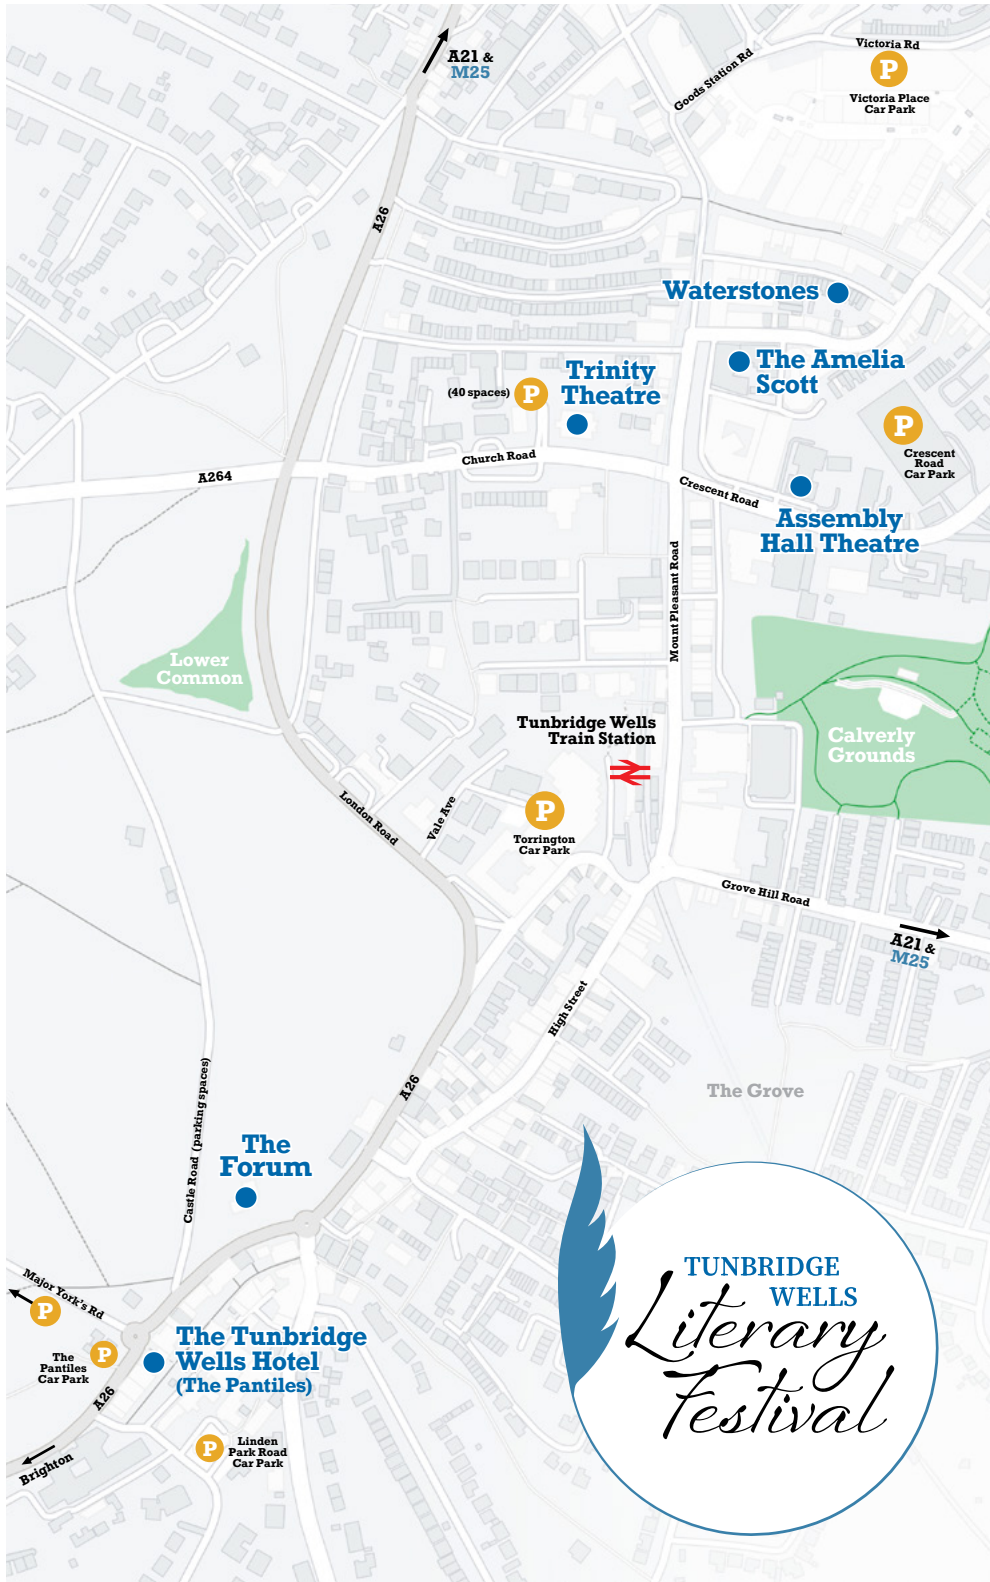 A21 &
M25
Goods Station Rd
Victoria Rd
P
Victoria Place
Car Park
A26
Waterstones
The Amelia
Scott
Trinity
Theatre
(40 spaces)
P
P
Crescent
Road
Car Park
Church Road
A264
Crescent Road
Assembly
Hall Theatre
Mount Pleasant Road
Lower
Common
Tunbridge Wells
Train Station
Calverly
Grounds
P
Torrington
Car Park
London Road
Vale Ave
Grove Hill Road
A21 &
M25
High Street
The Grove
A26
Castle Road (parking spaces)
The
Forum
Major York's Rd
P
The
Pantiles
Car Park
P
The Tunbridge
Wells Hotel
(The Pantiles)
A26
Brighton
P
Linden
Park Road
Car Park
TUNBRIDGE
WELLS
Literary
Festival